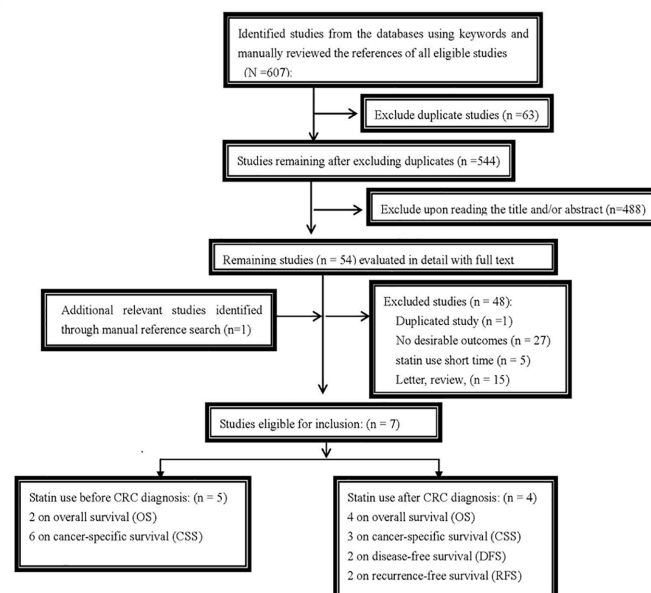 Identified studies from the databases using keywords and
manually reviewed the references of all eligible studies
(N =607):
Exclude duplicate studies (n =63)
Studies remaining after excluding duplicates (n =544)
Exclude upon reading the title and/or abstract (n=488)
Remaining studies (n = 54) evaluated in detail with full text
Additional relevant studies identified
through manual reference search (n=1)
Excluded studies (n = 48):
Duplicated study (n =1)
No desirable outcomes (n = 27)
statin use short time (n = 5)
Letter, review, (n = 15)
Studies eligible for inclusion: (n = 7)
Statin use before CRC diagnosis: (n = 5)
2 on overall survival (OS)
6 on cancer-specific survival (CSS)
Statin use after CRC diagnosis: (n = 4)
4 on overall survival (OS)
3 on cancer-specific survival (CSS)
2 on disease-free survival (DFS)
2 on recurrence-free survival (RFS)